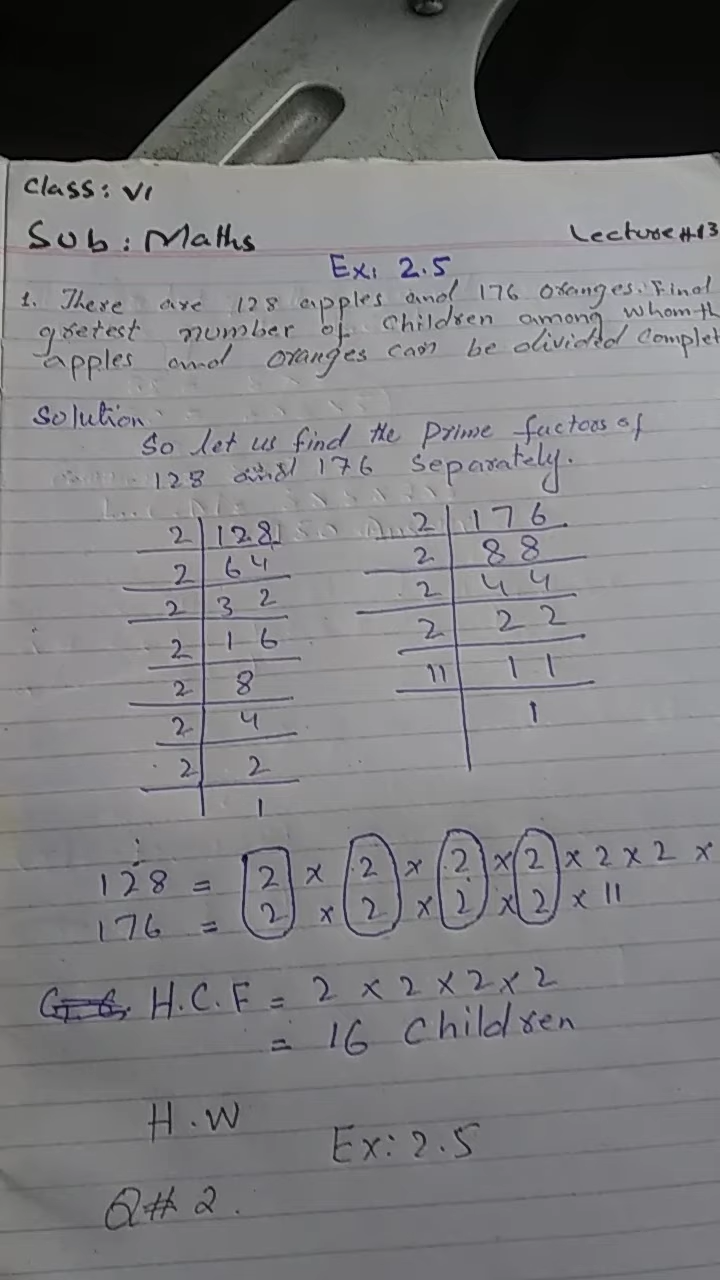 Class: VI
Sub: Maths Lecture #13
Ex: 2.5
1. There are 128 apples and 176 oranges. Find
gretest number of Children among whom th
apples and oranges can be divided Complet
Solution
So let us find the prime factors of
128 and 176 Separately.
2 | 128 2 | 176
2 | 64 2 | 88
2 | 32 2 | 44
2 | 16 2 | 22
2 | 8 11 | 11
2 | 4 1
2 | 2
1
128 = 2 x 2 x 2 x 2 x 2 x 2 x
176 = 2 x 2 x 2 x 2 x 11
H.C.F = 2 x 2 x 2 x 2
= 16 Children
H.W
Ex: 2.5
Q# 2.